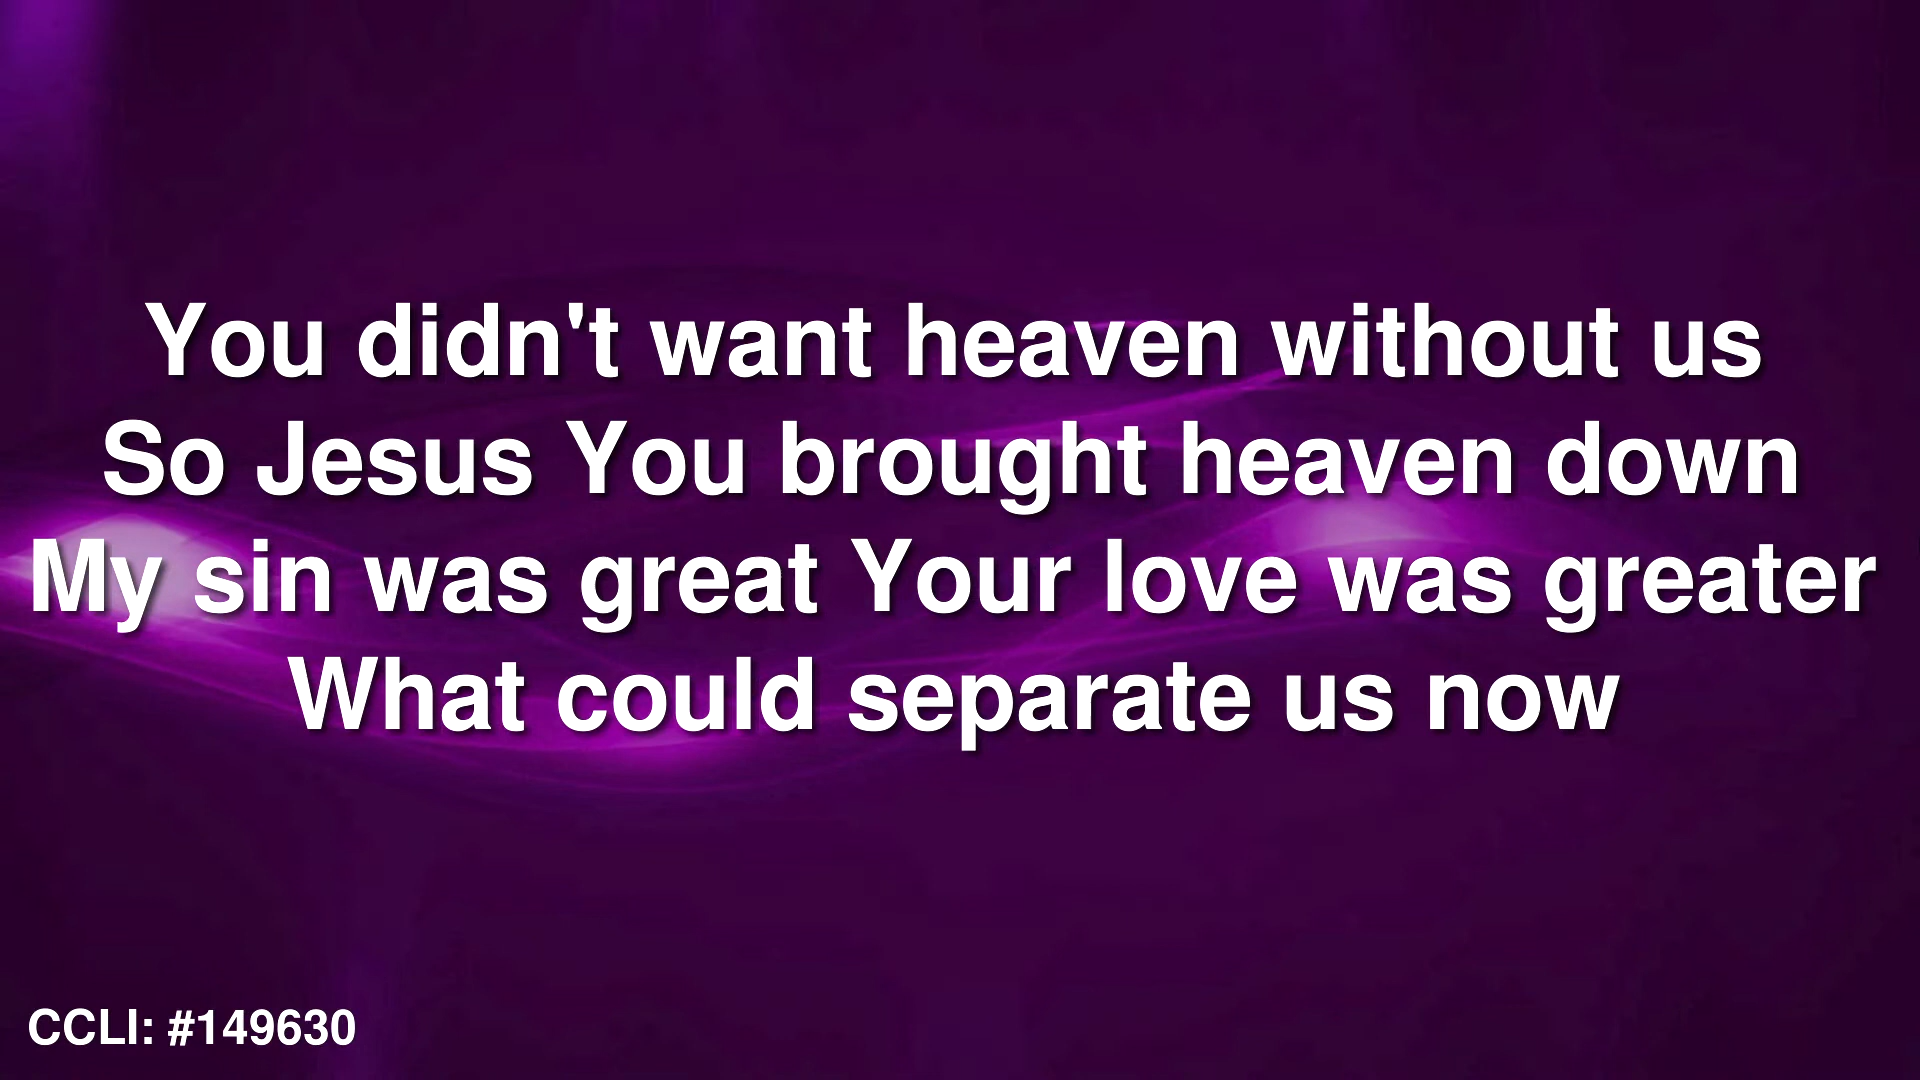 You didn't want heaven without us
So Jesus You brought heaven down
My sin was great Your love was greater
What could separate us now
CCLI: #149630